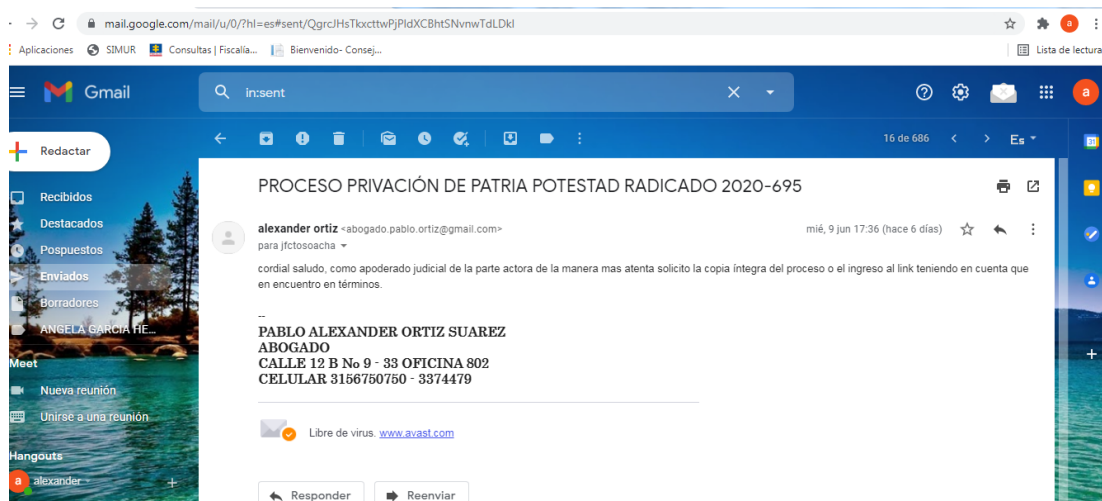 mail.google.com/mail/u/0/?hl=es#sent/QgrcJHsTkxcttwPjPldXCBhtSNvnwTdLDkl
Aplicaciones SIMUR Consultas | Fiscalía... Bienvenido- Consej... Lista de lectura
Gmail in:sent a
Redactar 16 de 686 Es
PROCESO PRIVACIÓN DE PATRIA POTESTAD RADICADO 2020-695
Recibidos
Destacados
Pospuestos
Enviados
Borradores
ANGELA GARCIA HE...
Meet
Nueva reunión
Unirse a una reunión
Hangouts
a alexander
alexander ortiz <abogado.pablo.ortiz@gmail.com> mié, 9 jun 17:36 (hace 6 días)
para jfctosoacha
cordial saludo, como apoderado judicial de la parte actora de la manera mas atenta solicito la copia íntegra del proceso o el ingreso al link teniendo en cuenta que
en encuentro en términos.
--
PABLO ALEXANDER ORTIZ SUAREZ
ABOGADO
CALLE 12 B No 9 - 33 OFICINA 802
CELULAR 3156750750 - 3374479
Libre de virus. www.avast.com
Responder Reenviar